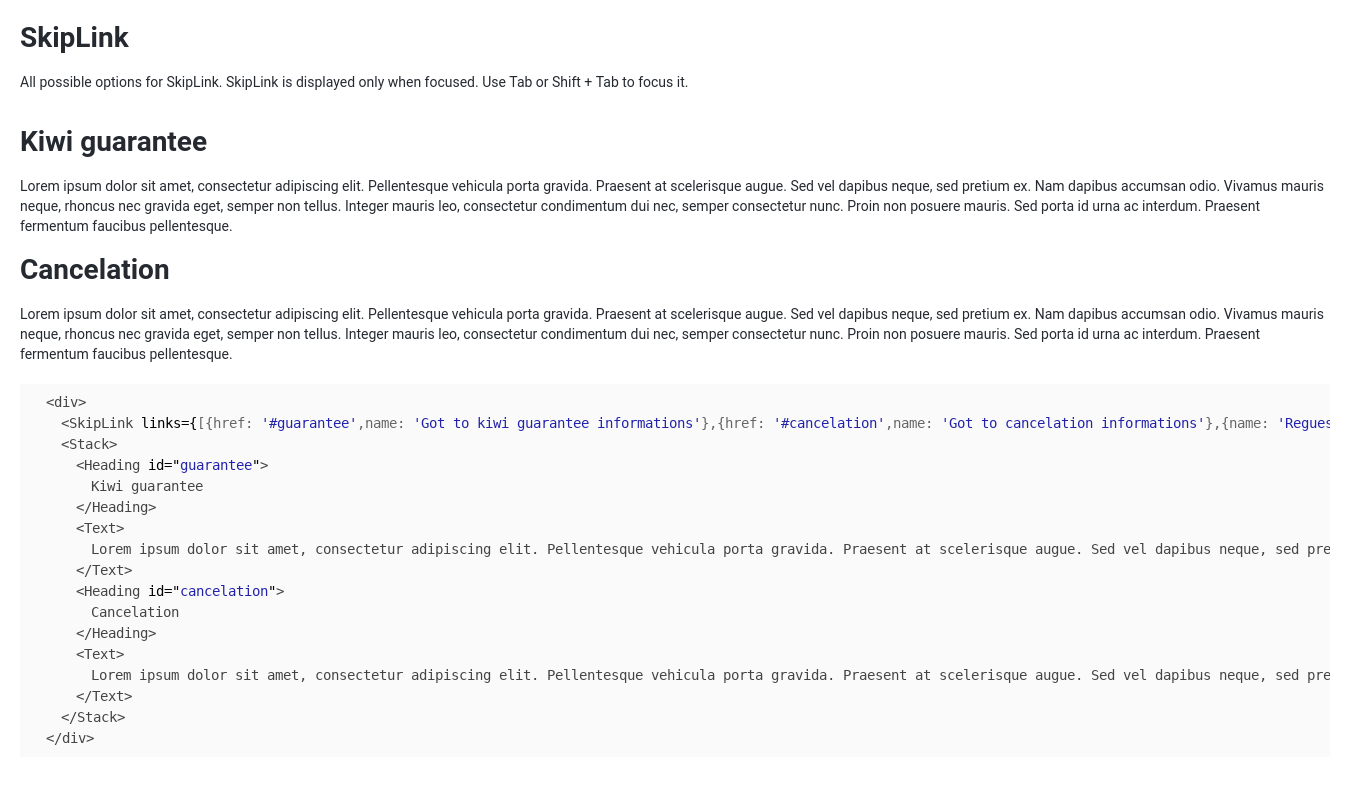 SkipLink
All possible options for SkipLink. SkipLink is displayed only when focused. Use Tab or Shift + Tab to focus it.
Kiwi guarantee
Lorem ipsum dolor sit amet, consectetur adipiscing elit. Pellentesque vehicula porta gravida. Praesent at scelerisque augue. Sed vel dapibus neque, sed pretium ex. Nam dapibus accumsan odio. Vivamus mauris
neque, rhoncus nec gravida eget, semper non tellus. Integer mauris leo, consectetur condimentum dui nec, semper consectetur nunc. Proin non posuere mauris. Sed porta id urna ac interdum. Praesent
fermentum faucibus pellentesque.
Cancelation
Lorem ipsum dolor sit amet, consectetur adipiscing elit. Pellentesque vehicula porta gravida. Praesent at scelerisque augue. Sed vel dapibus neque, sed pretium ex. Nam dapibus accumsan odio. Vivamus mauris
neque, rhoncus nec gravida eget, semper non tellus. Integer mauris leo, consectetur condimentum dui nec, semper consectetur nunc. Proin non posuere mauris. Sed porta id urna ac interdum. Praesent
fermentum faucibus pellentesque.
<div>
<SkipLink links={[{href: '#guarantee',name: 'Got to kiwi guarantee informations'},{href: '#cancelation',name: 'Got to cancelation informations'},{name: 'Regues
<Stack>
<Heading id="guarantee">
Kiwi guarantee
</Heading>
<Text>
Lorem ipsum dolor sit amet, consectetur adipiscing elit. Pellentesque vehicula porta gravida. Praesent at scelerisque augue. Sed vel dapibus neque, sed pre
</Text>
<Heading id="cancelation">
Cancelation
</Heading>
<Text>
Lorem ipsum dolor sit amet, consectetur adipiscing elit. Pellentesque vehicula porta gravida. Praesent at scelerisque augue. Sed vel dapibus neque, sed pre
</Text>
</Stack>
</div>